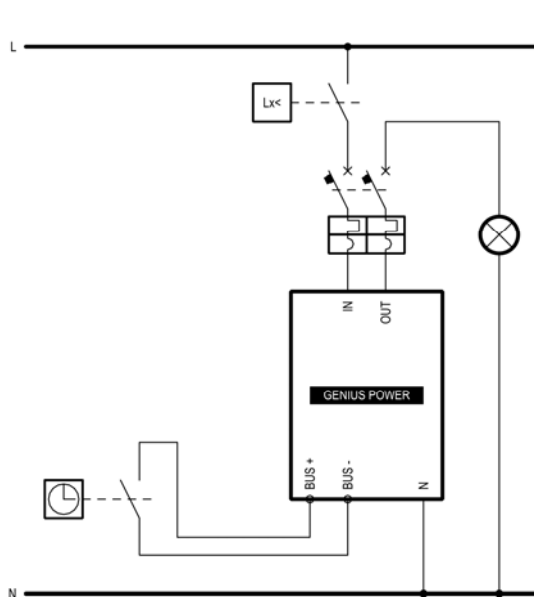 L
Lx<
IN
OUT
GENIUS POWER
BUS +
BUS -
N
N